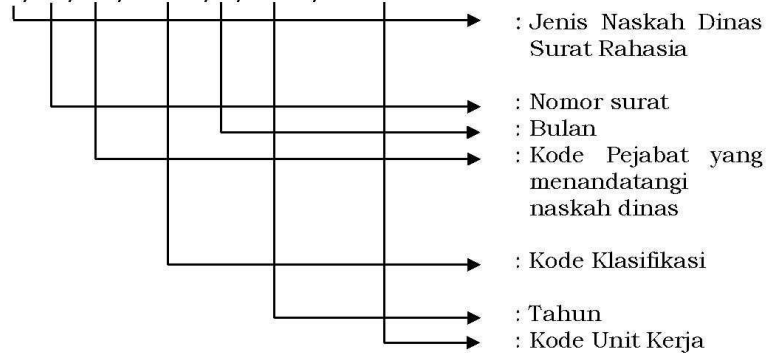 : Jenis Naskah Dinas
Surat Rahasia
: Nomor surat
: Bulan
: Kode Pejabat yang
menandatangi
naskah dinas
: Kode Klasifikasi
: Tahun
: Kode Unit Kerja